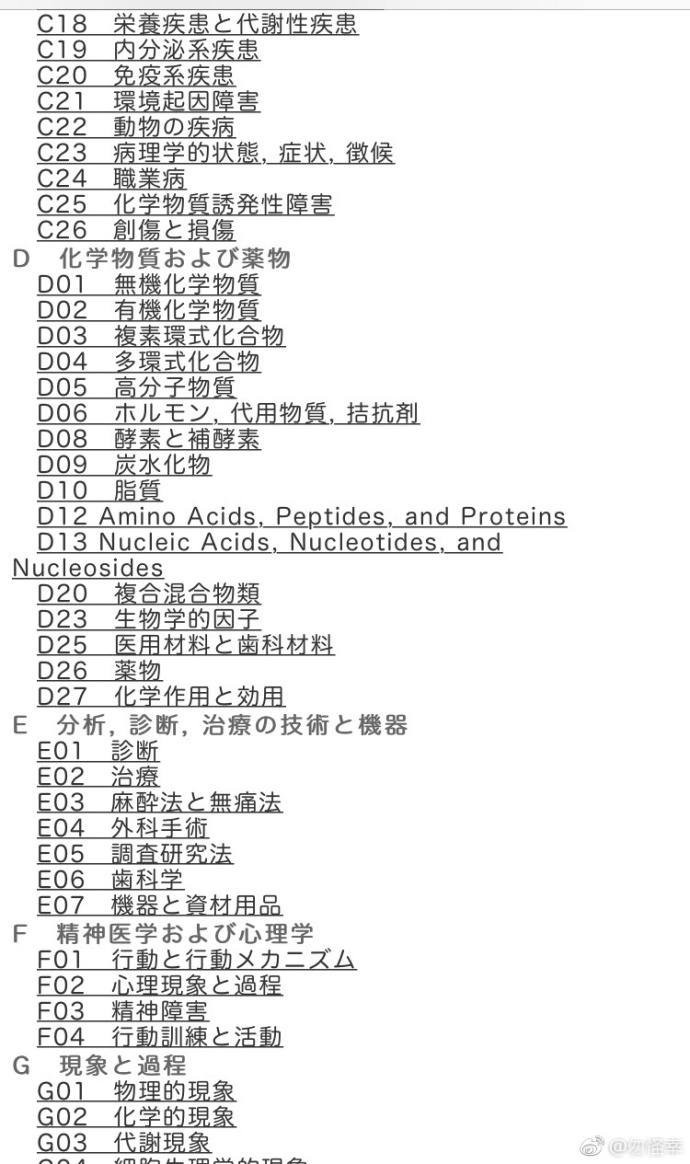 C18　栄養疾患と代謝性疾患
C19　内分泌系疾患
C20　免疫系疾患
C21　環境起因障害
C22　動物の疾病
C23　病理学的状態, 症状, 徴候
C24　職業病
C25　化学物質誘発性障害
C26　創傷と損傷
D　化学物質および薬物
D01　無機化学物質
D02　有機化学物質
D03　複素環式化合物
D04　多環式化合物
D05　高分子物質
D06　ホルモン, 代用物質, 拮抗剤
D08　酵素と補酵素
D09　炭水化物
D10　脂質
D12 Amino Acids, Peptides, and Proteins
D13 Nucleic Acids, Nucleotides, and
Nucleosides
D20　複合混合物類
D23　生物学的因子
D25　医用材料と歯科材料
D26　薬物
D27　化学作用と効用
E　分析, 診断, 治療の技術と機器
E01　診断
E02　治療
E03　麻酔法と無痛法
E04　外科手術
E05　調査研究法
E06　歯科学
E07　機器と資材用品
F　精神医学および心理学
F01　行動と行動メカニズム
F02　心理現象と過程
F03　精神障害
F04　行動訓練と活動
G　現象と過程
G01　物理的現象
G02　化学的現象
G03　代謝現象
G04　細胞生理学的現象
@勿怪幸